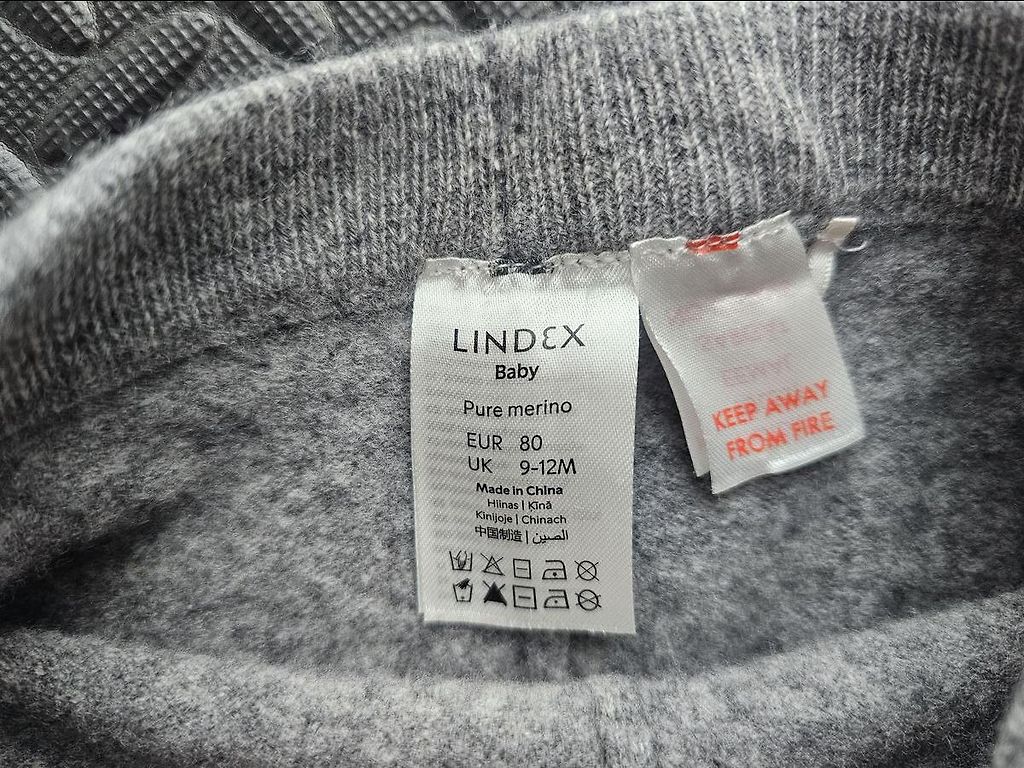 LINDEX
Baby
Pure merino
EUR 80
UK 9-12M
Made in China
Hiinas | Ķīnā
Kinijoje | Chinach
中国制造 | الصين
KEEP AWAY
FROM FIRE